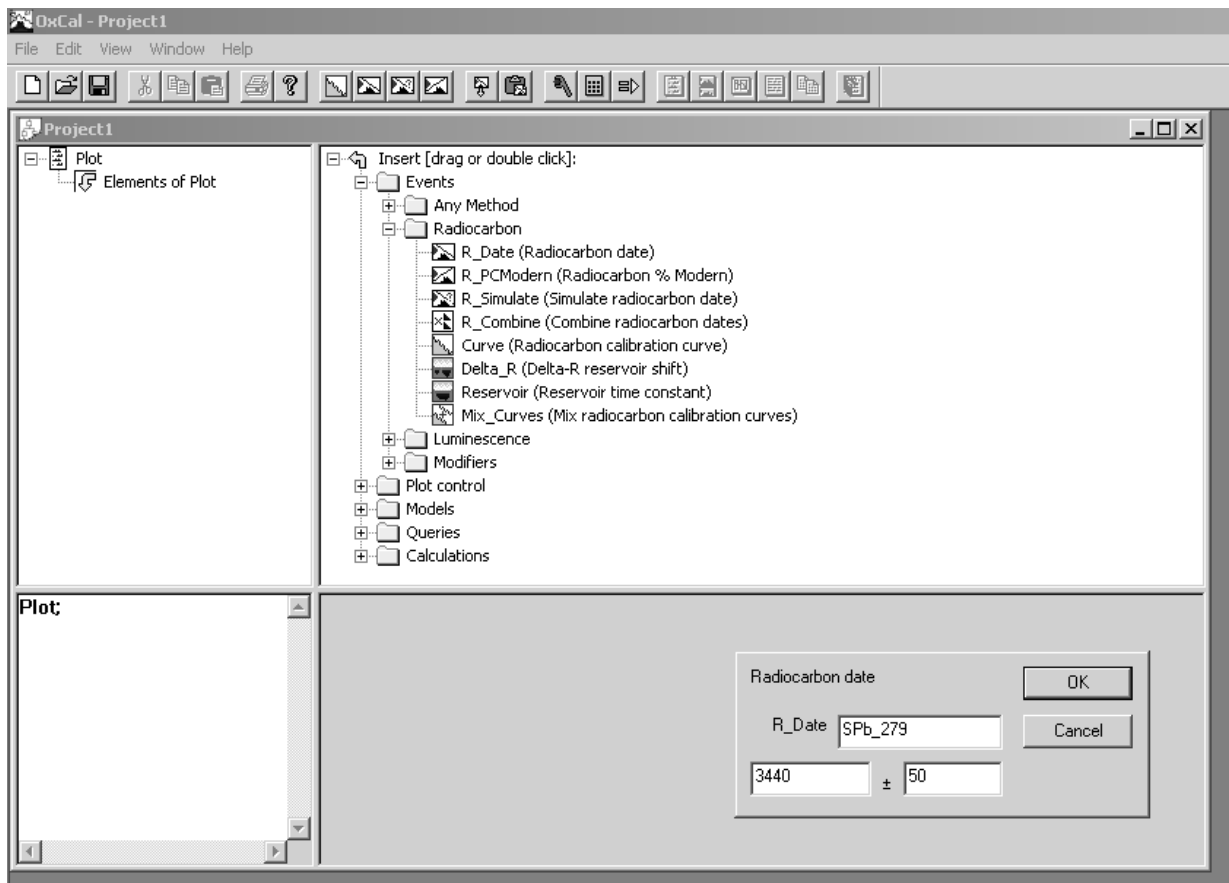 OxCal - Project1
File Edit View Window Help
Project1
Plot
Elements of Plot
Insert [drag or double click]:
Events
Any Method
Radiocarbon
R_Date (Radiocarbon date)
R_PCModern (Radiocarbon % Modern)
R_Simulate (Simulate radiocarbon date)
R_Combine (Combine radiocarbon dates)
Curve (Radiocarbon calibration curve)
Delta_R (Delta-R reservoir shift)
Reservoir (Reservoir time constant)
Mix_Curves (Mix radiocarbon calibration curves)
Luminescence
Modifiers
Plot control
Models
Queries
Calculations
Plot;
Radiocarbon date
OK
R_Date SPb_279
Cancel
3440 ± 50